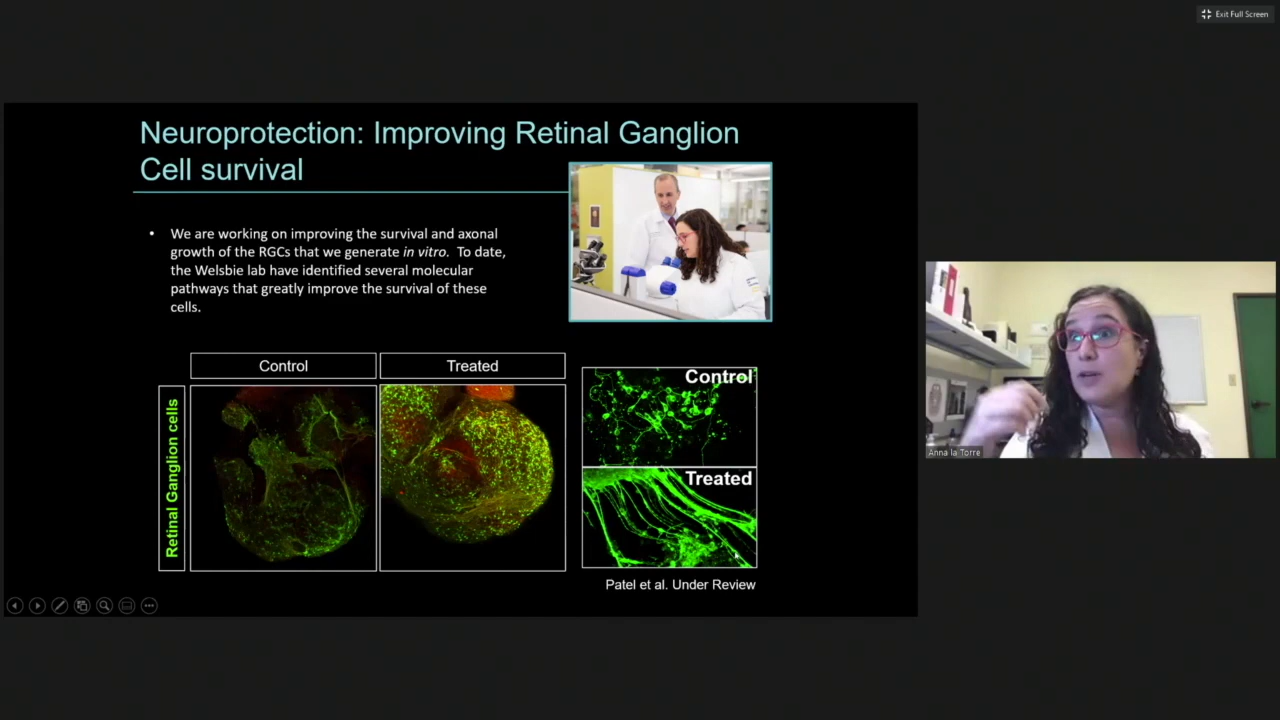 Exit Full Screen
Neuroprotection: Improving Retinal Ganglion
Cell survival
• We are working on improving the survival and axonal
growth of the RGCs that we generate in vitro. To date,
the Welsbie lab have identified several molecular
pathways that greatly improve the survival of these
cells.
Control
Treated
Retinal Ganglion cells
Control
Treated
Patel et al. Under Review
Anna la Torre